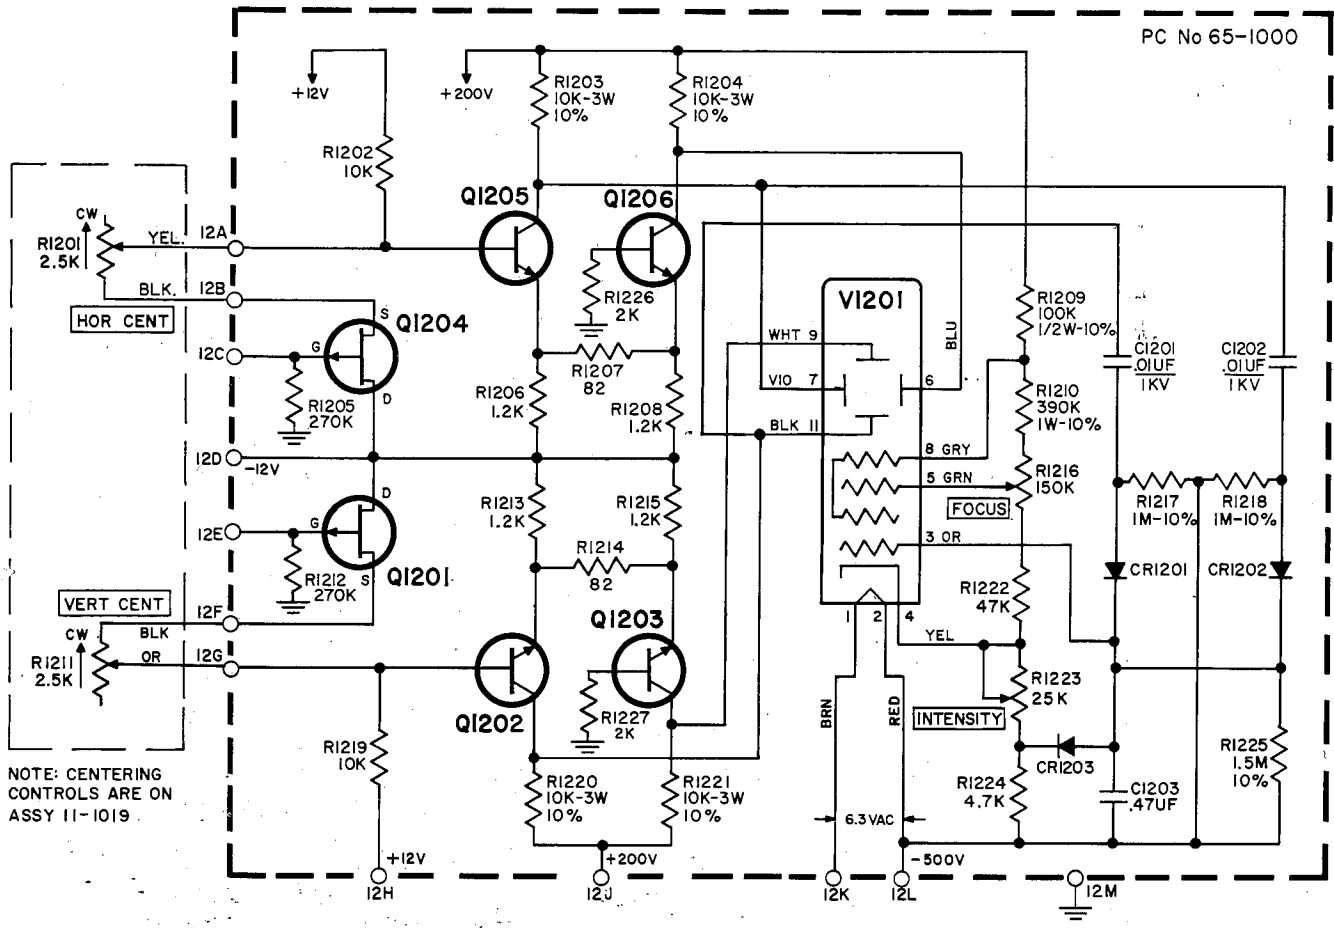 PC No 65-1000
+12V
+200V
R1203
10K-3W
10%
R1204
10K-3W
10%
R1202
10K
Q1205
Q1206
CW
R1201
2.5K
YEL.
12A
BLK.
12B
HOR CENT
S
G
D
Q1204
12C
R1205
270K
R1226
2K
R1207
82
R1206
1.2K
R1208
1.2K
V1201
WHT 9
VIO 7
6
BLK 11
BLU
8 GRY
5 GRN
3 OR
R1209
100K
1/2W-10%
R1210
390K
1W-10%
R1216
150K
FOCUS
C1201
.01UF
1KV
C1202
.01UF
1KV
12D
-12V
D
G
S
Q1201
12E
R1212
270K
R1213
1.2K
R1215
1.2K
R1214
82
R1217
1M-10%
R1218
1M-10%
CR1201
CR1202
VERT CENT
CW
R1211
2.5K
12F
BLK
OR
12G
Q1202
Q1203
R1227
2K
R1222
47K
1
2
4
YEL
BRN
RED
R1223
25K
INTENSITY
CR1203
R1219
10K
R1220
10K-3W
10%
R1221
10K-3W
10%
R1224
4.7K
C1203
.47UF
R1225
1.5M
10%
6.3VAC
NOTE: CENTERING
CONTROLS ARE ON
ASSY 11-1019
+12V
+200V
-500V
12H
12J
12K
12L
12M